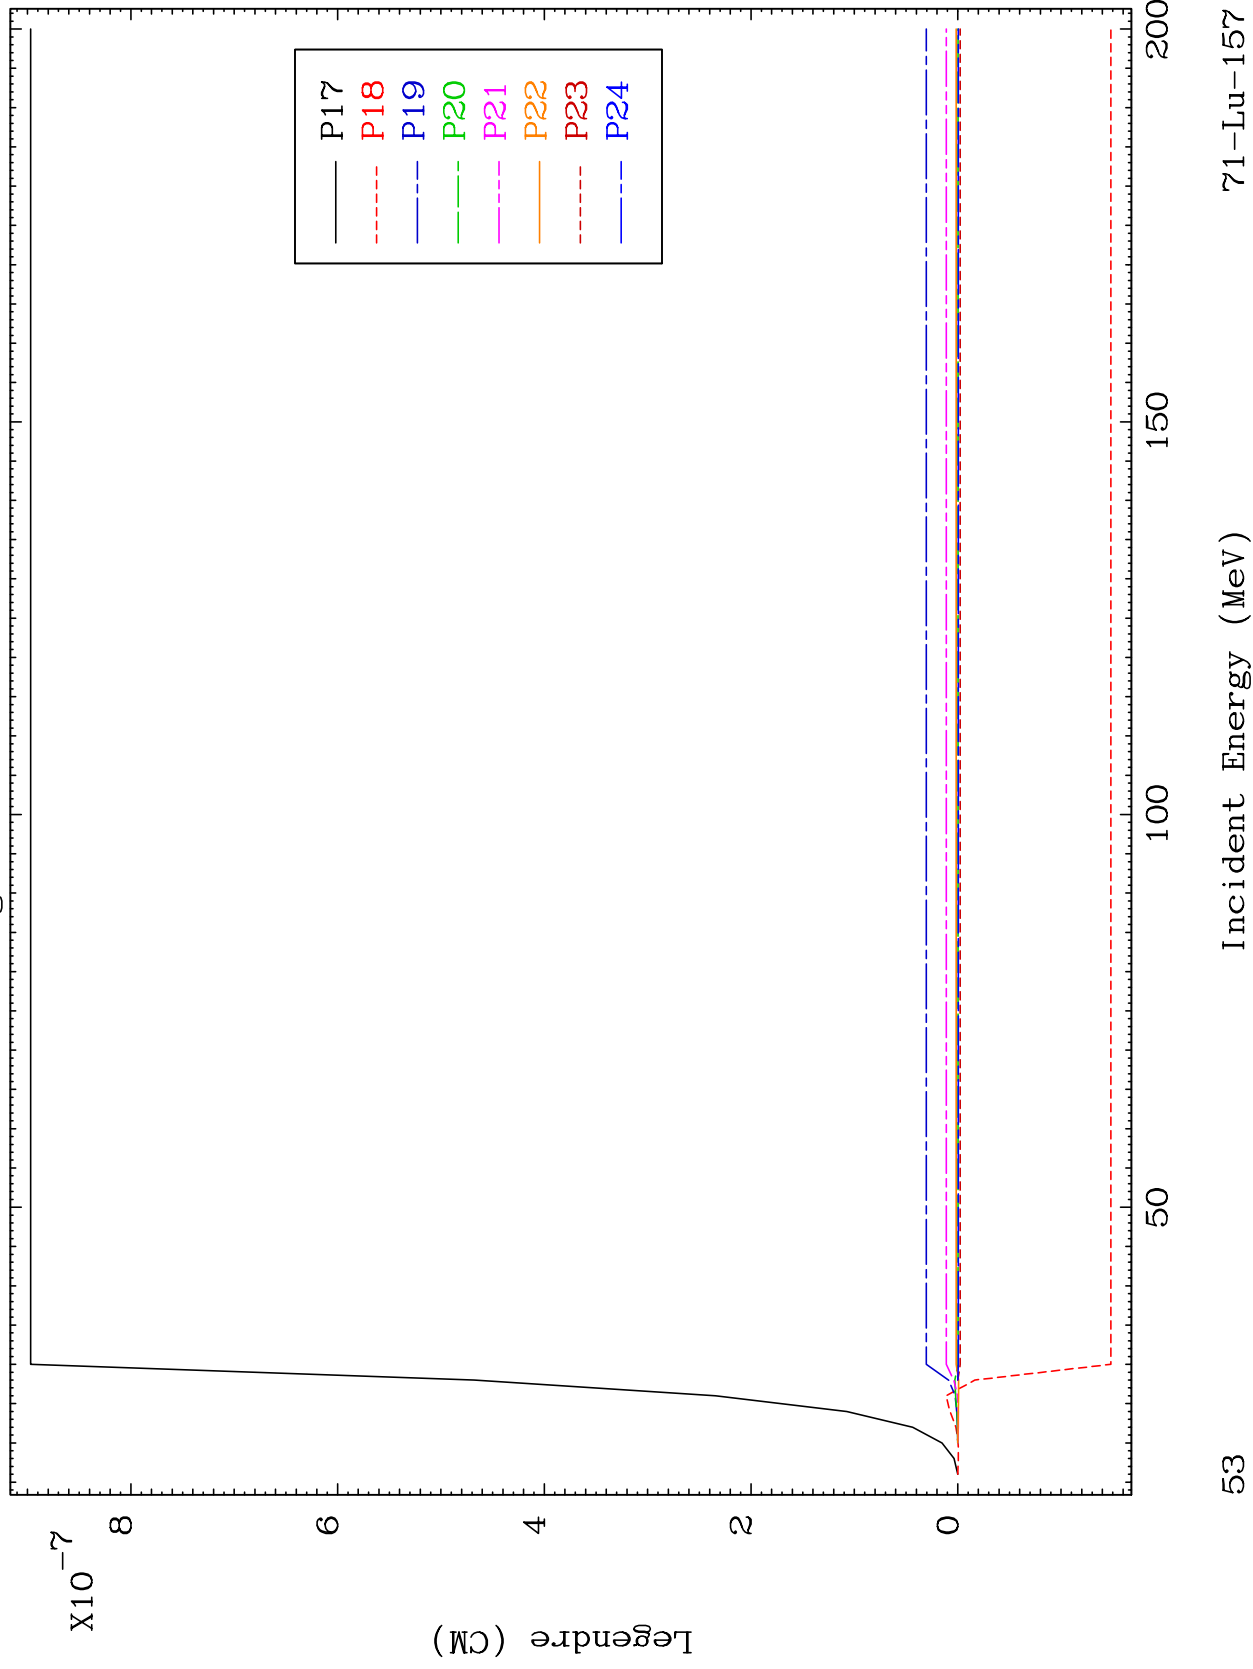 X10-7
8
6
4
2
0
Legendre (CM)
P17
P18
P19
P20
P21
P22
P23
P24
50
100
150
200
53
Incident Energy (MeV)
71-Lu-157